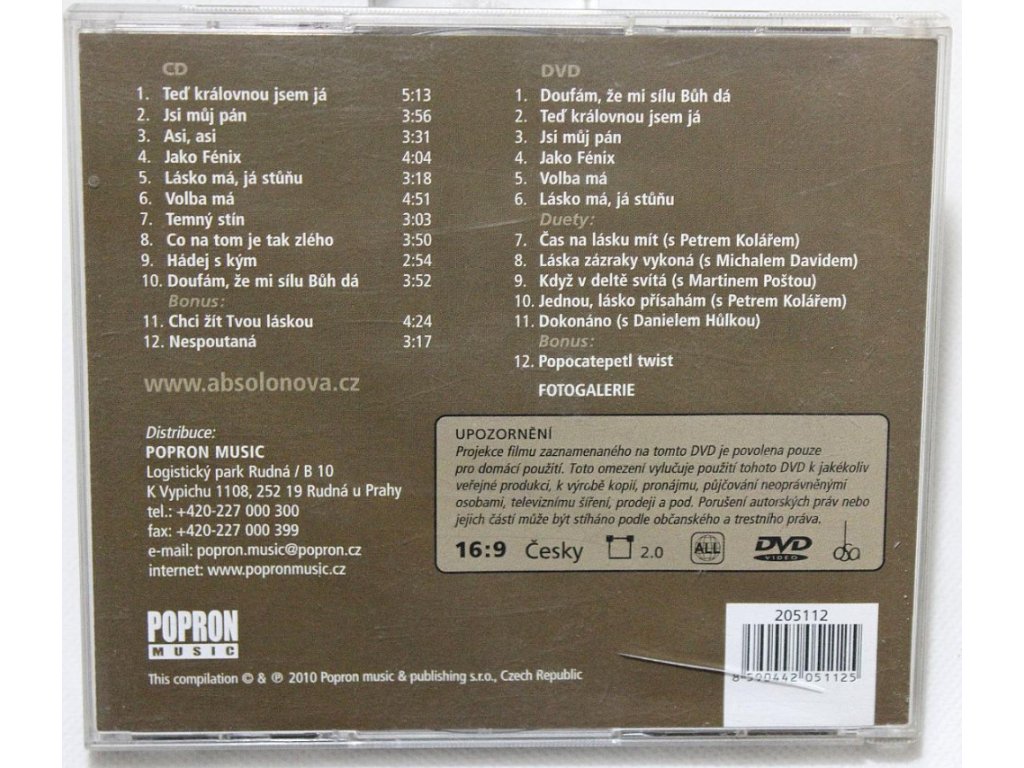 CD
1. Teď královnou jsem já 5:13
2. Jsi můj pán 3:56
3. Asi, asi 3:31
4. Jako Fénix 4:04
5. Lásko má, já stůňu 3:18
6. Volba má 4:51
7. Temný stín 3:03
8. Co na tom je tak zlého 3:50
9. Hádej s kým 2:54
10. Doufám, že mi sílu Bůh dá 3:52
Bonus:
11. Chci žít Tvou láskou 4:24
12. Nespoutaná 3:17
www.absolonova.cz
DVD
1. Doufám, že mi sílu Bůh dá
2. Teď královnou jsem já
3. Jsi můj pán
4. Jako Fénix
5. Volba má
6. Lásko má, já stůňu
Duety:
7. Čas na lásku mít (s Petrem Kolářem)
8. Láska zázraky vykoná (s Michalem Davidem)
9. Když v deltě svítá (s Martinem Poštou)
10. Jednou, lásko přísahám (s Petrem Kolářem)
11. Dokonáno (s Danielem Hůlkou)
Bonus:
12. Popocatepetl twist
FOTOGALERIE
Distribuce:
POPRON MUSIC
Logistický park Rudná / B 10
K Vypichu 1108, 252 19 Rudná u Prahy
tel.: +420-227 000 300
fax: +420-227 000 399
e-mail: popron.music@popron.cz
internet: www.popronmusic.cz
UPOZORNĚNÍ
Projekce filmu zaznamenaného na tomto DVD je povolena pouze
pro domácí použití. Toto omezení vylučuje použití tohoto DVD k jakékoliv
veřejné produkci, k výrobě kopií, pronájmu, půjčování neoprávněnými
osobami, televiznímu šíření, prodeji a pod. Porušení autorských práv nebo
jejich částí může být stíháno podle občanského a trestního práva.
16:9 Česky 2.0 ALL DVD VIDEO osa
POPRON
MUSIC
This compilation © & ℗ 2010 Popron music & publishing s.r.o., Czech Republic
205112
8 590442 051125